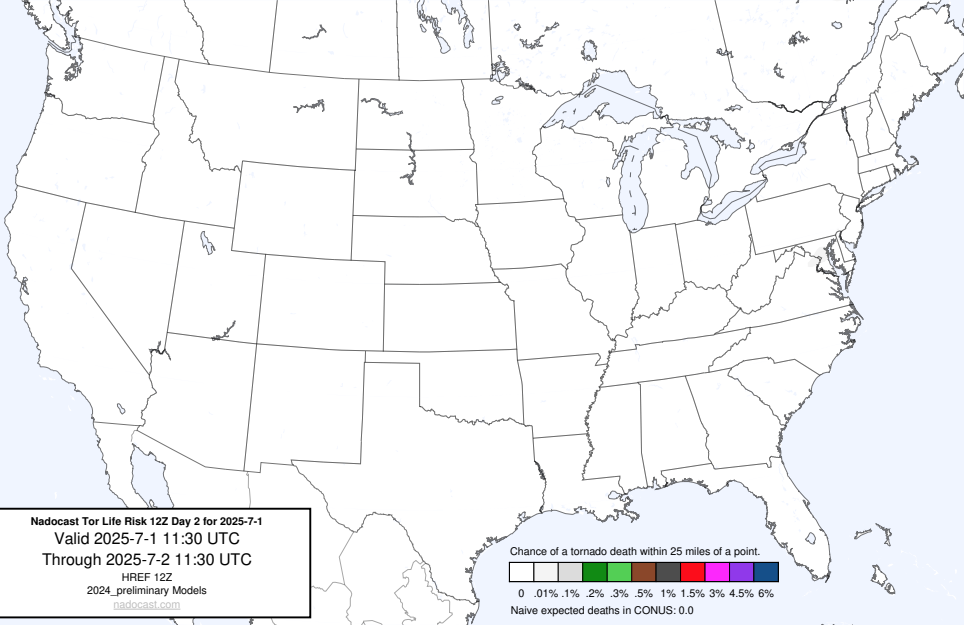 Nadocast Tor Life Risk 12Z Day 2 for 2025-7-1
Valid 2025-7-1 11:30 UTC
Through 2025-7-2 11:30 UTC
HREF 12Z
2024_preliminary Models
nadocast.com
Chance of a tornado death within 25 miles of a point.
0 .01% .1% .2% .3% .5% 1% 1.5% 3% 4.5% 6%
Naive expected deaths in CONUS: 0.0